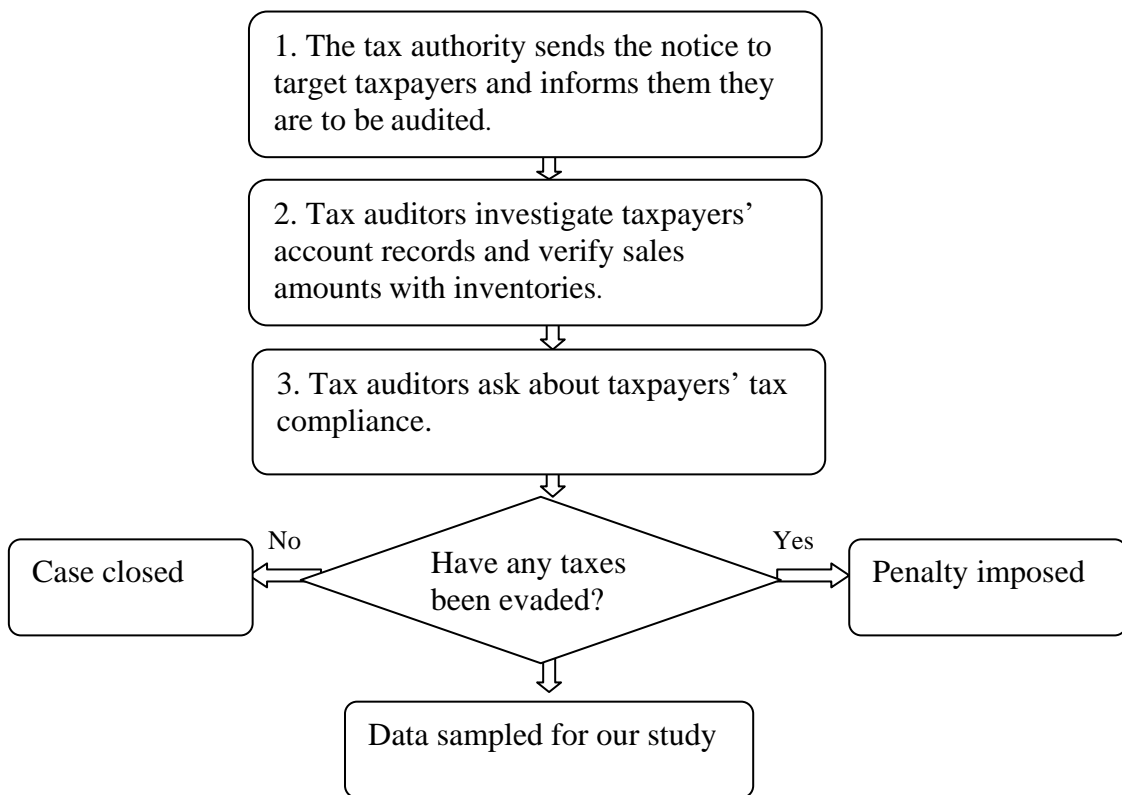 1. The tax authority sends the notice to
target taxpayers and informs them they
are to be audited.
2. Tax auditors investigate taxpayers’
account records and verify sales
amounts with inventories.
3. Tax auditors ask about taxpayers’ tax
compliance.
No
Yes
Case closed
Have any taxes
been evaded?
Penalty imposed
Data sampled for our study